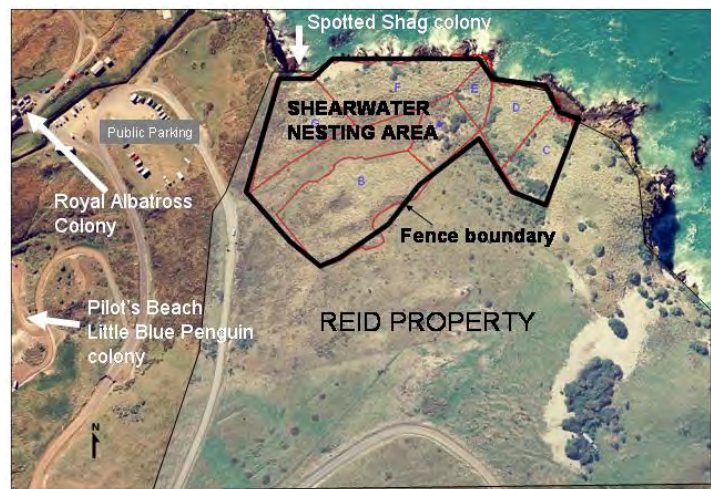 Spotted Shag colony
F
E
SHEARWATER
NESTING AREA
D
G
C
B
Public Parking
Royal Albatross
Colony
Fence boundary
Pilot's Beach
Little Blue Penguin
colony
REID PROPERTY
N